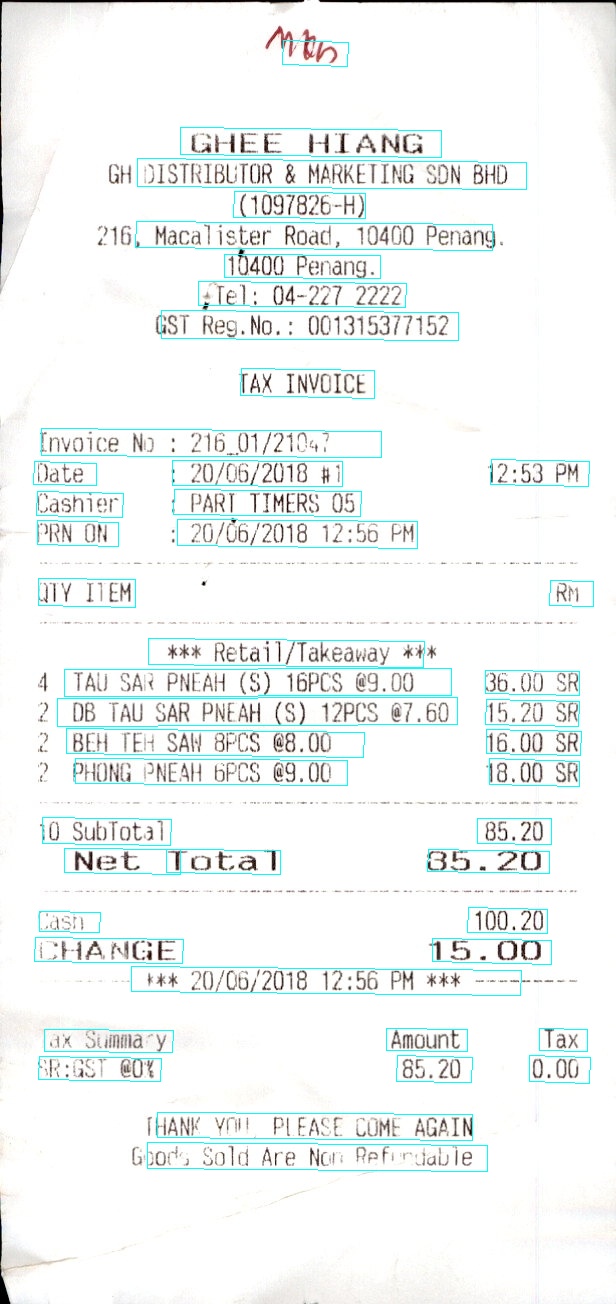 GHEE HIANG
GH DISTRIBUTOR & MARKETING SDN BHD
(1097826-H)
216, Macalister Road, 10400 Penang.
10400 Penang.
Tel: 04-227 2222
GST Reg.No.: 001315377152
TAX INVOICE
Invoice No : 216_01/21047
Date : 20/06/2018 #1 12:53 PM
Cashier : PART TIMERS 05
PRN ON : 20/06/2018 12:56 PM
QTY ITEM RM
*** Retail/Takeaway ***
4 TAU SAR PNEAH (S) 16PCS @9.00 36.00 SR
2 DB TAU SAR PNEAH (S) 12PCS @7.60 15.20 SR
2 BEH TEH SAW 8PCS @8.00 16.00 SR
2 PHONG PNEAH 6PCS @9.00 18.00 SR
10 SubTotal 85.20
Net Total 85.20
Cash 100.20
CHANGE 15.00
*** 20/06/2018 12:56 PM *** ---------
Tax Summary Amount Tax
SR:GST @0% 85.20 0.00
THANK YOU, PLEASE COME AGAIN
Goods Sold Are Non Refundable